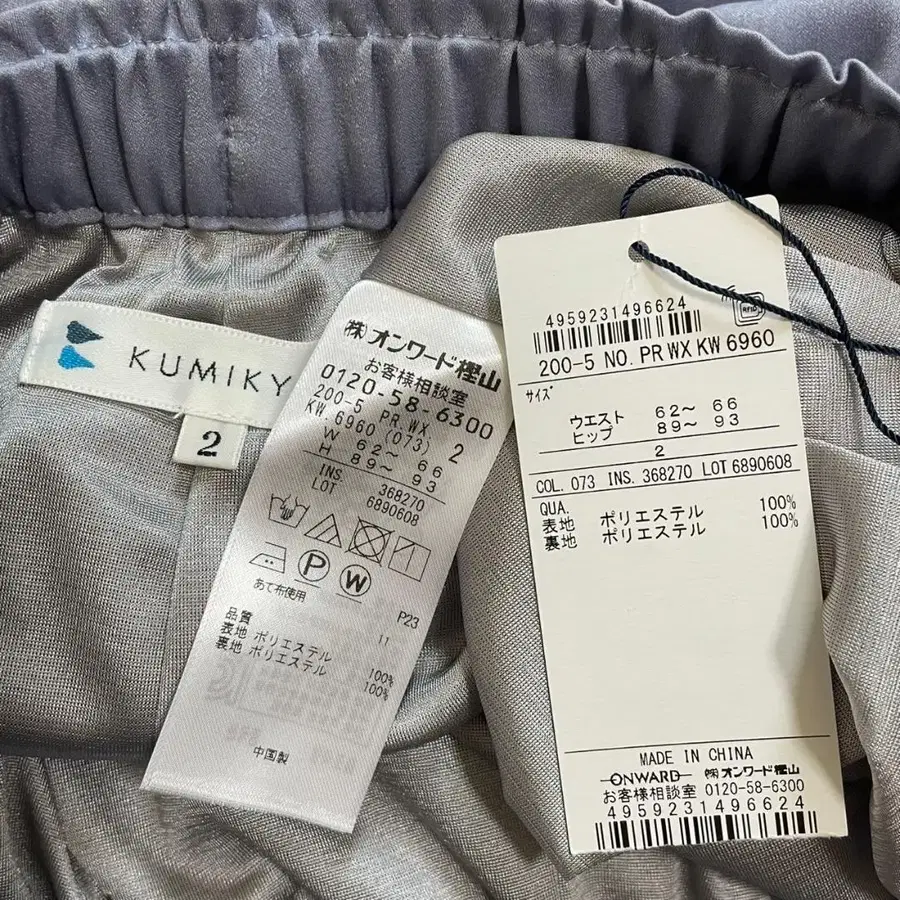 KUMIKY
2
㈱オンワード樫山
お客様相談室
0120-58-6300
200-5 PR.WX 2
KW 6960 (073)
W 62~ 66
H 89~ 93
INS. 368270
LOT 6890608
P
W
あて布使用
P23
品質 11
表地 ポリエステル 100%
裏地 ポリエステル 100%
中国製
RFID
4959231496624
200-5 NO. PR WX KW 6960
サイズ
ウエスト 62~ 66
ヒップ 89~ 93
2
COL. 073 INS. 368270 LOT 6890608
QUA.
表地 ポリエステル 100%
裏地 ポリエステル 100%
MADE IN CHINA
ONWARD ㈱オンワード樫山
お客様相談室 0120-58-6300
4959231496624